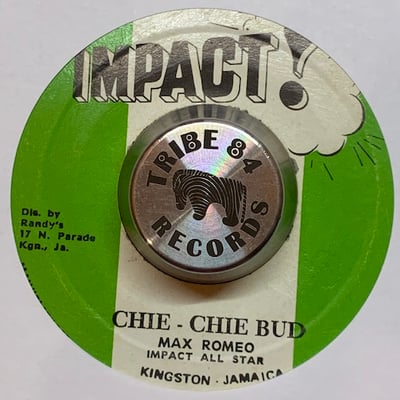 IMPACT!
TRIBE 84
RECORDS
Dis. by
Randy's
17 N. Parade
Kgn., Ja.
CHIE - CHIE BUD
MAX ROMEO
IMPACT ALL STAR
KINGSTON - JAMAICA